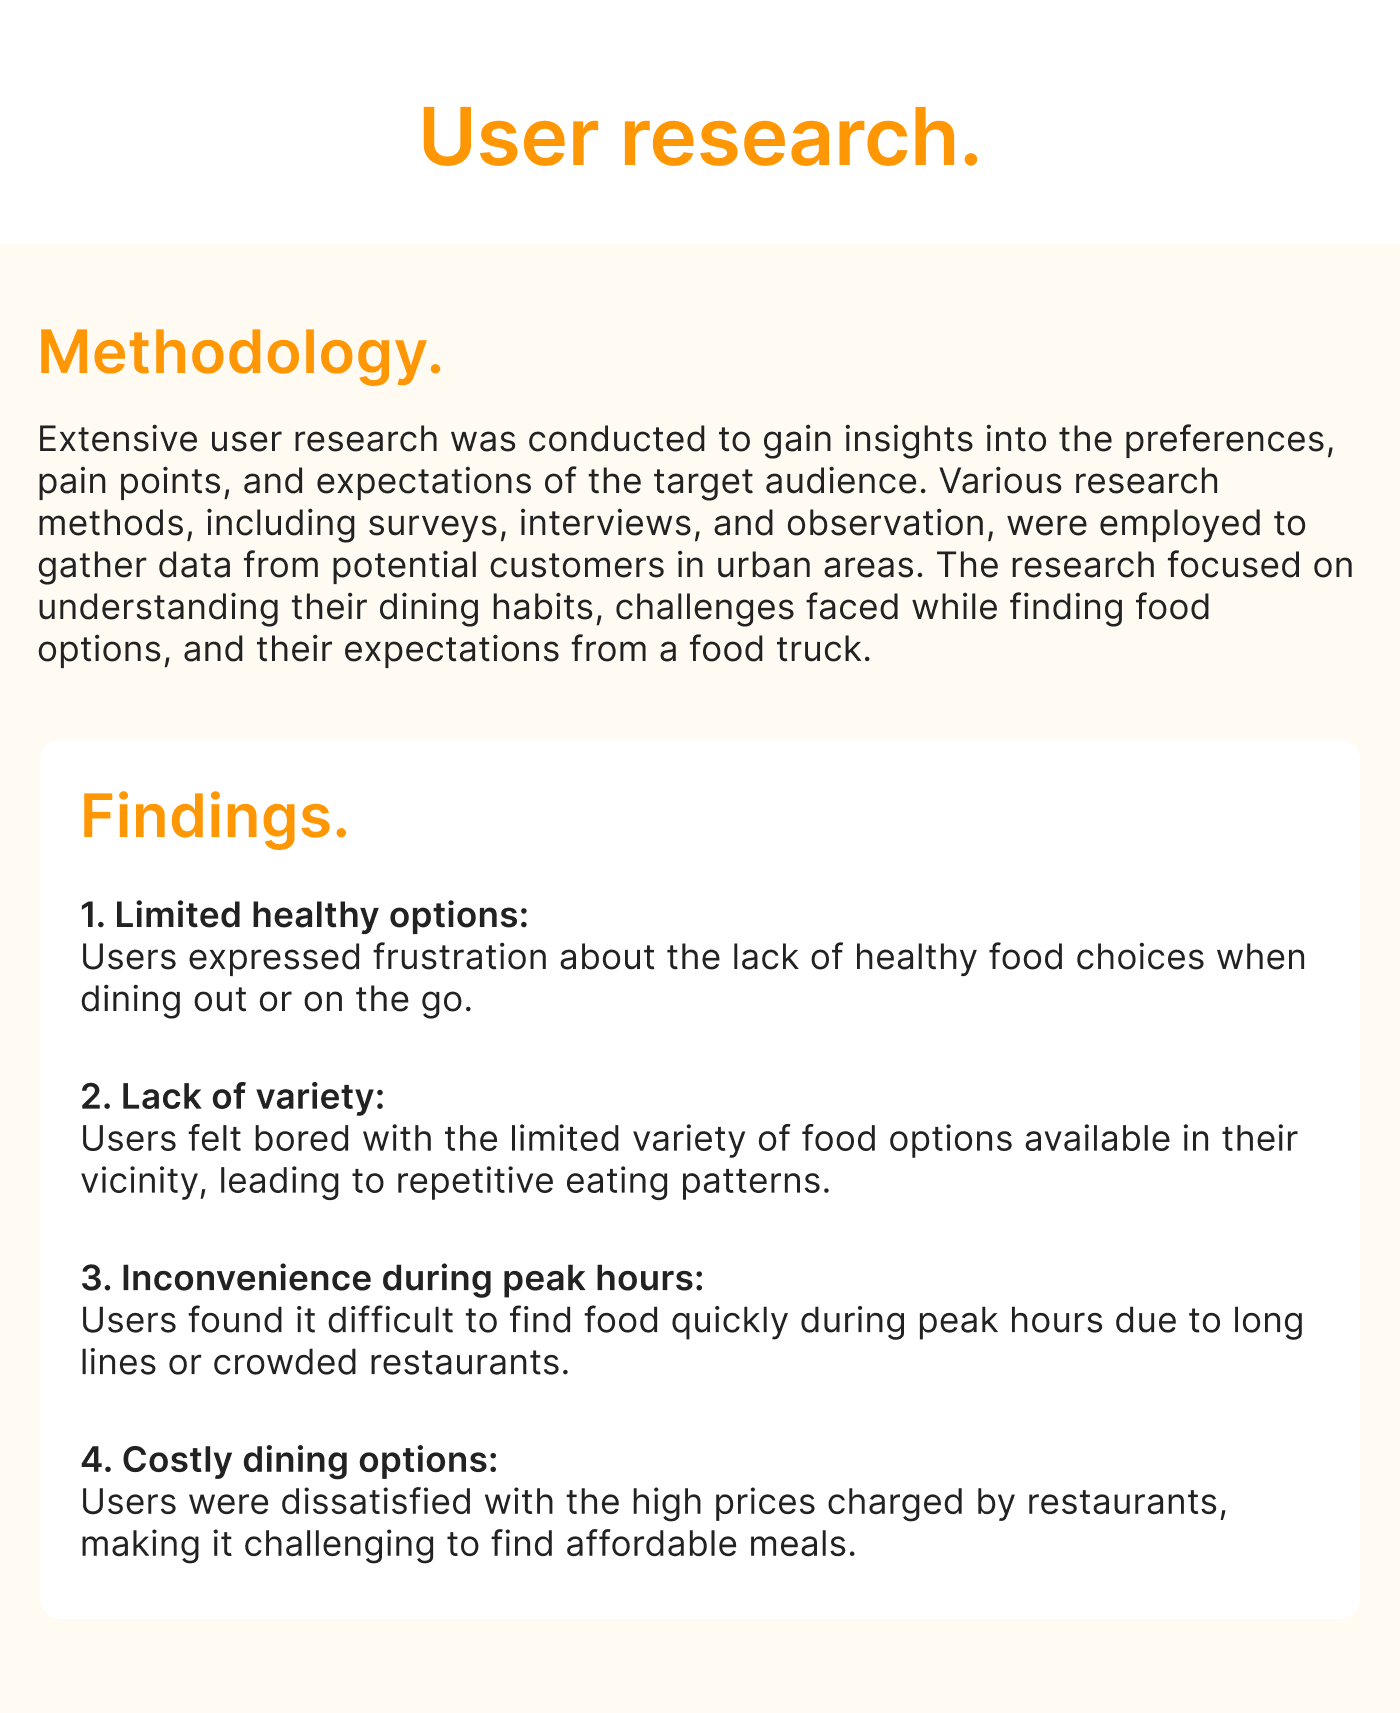 User research.
Methodology.
Extensive user research was conducted to gain insights into the preferences,
pain points, and expectations of the target audience. Various research
methods, including surveys, interviews, and observation, were employed to
gather data from potential customers in urban areas. The research focused on
understanding their dining habits, challenges faced while finding food
options, and their expectations from a food truck.
Findings.
1. Limited healthy options:
Users expressed frustration about the lack of healthy food choices when
dining out or on the go.
2. Lack of variety:
Users felt bored with the limited variety of food options available in their
vicinity, leading to repetitive eating patterns.
3. Inconvenience during peak hours:
Users found it difficult to find food quickly during peak hours due to long
lines or crowded restaurants.
4. Costly dining options:
Users were dissatisfied with the high prices charged by restaurants,
making it challenging to find affordable meals.